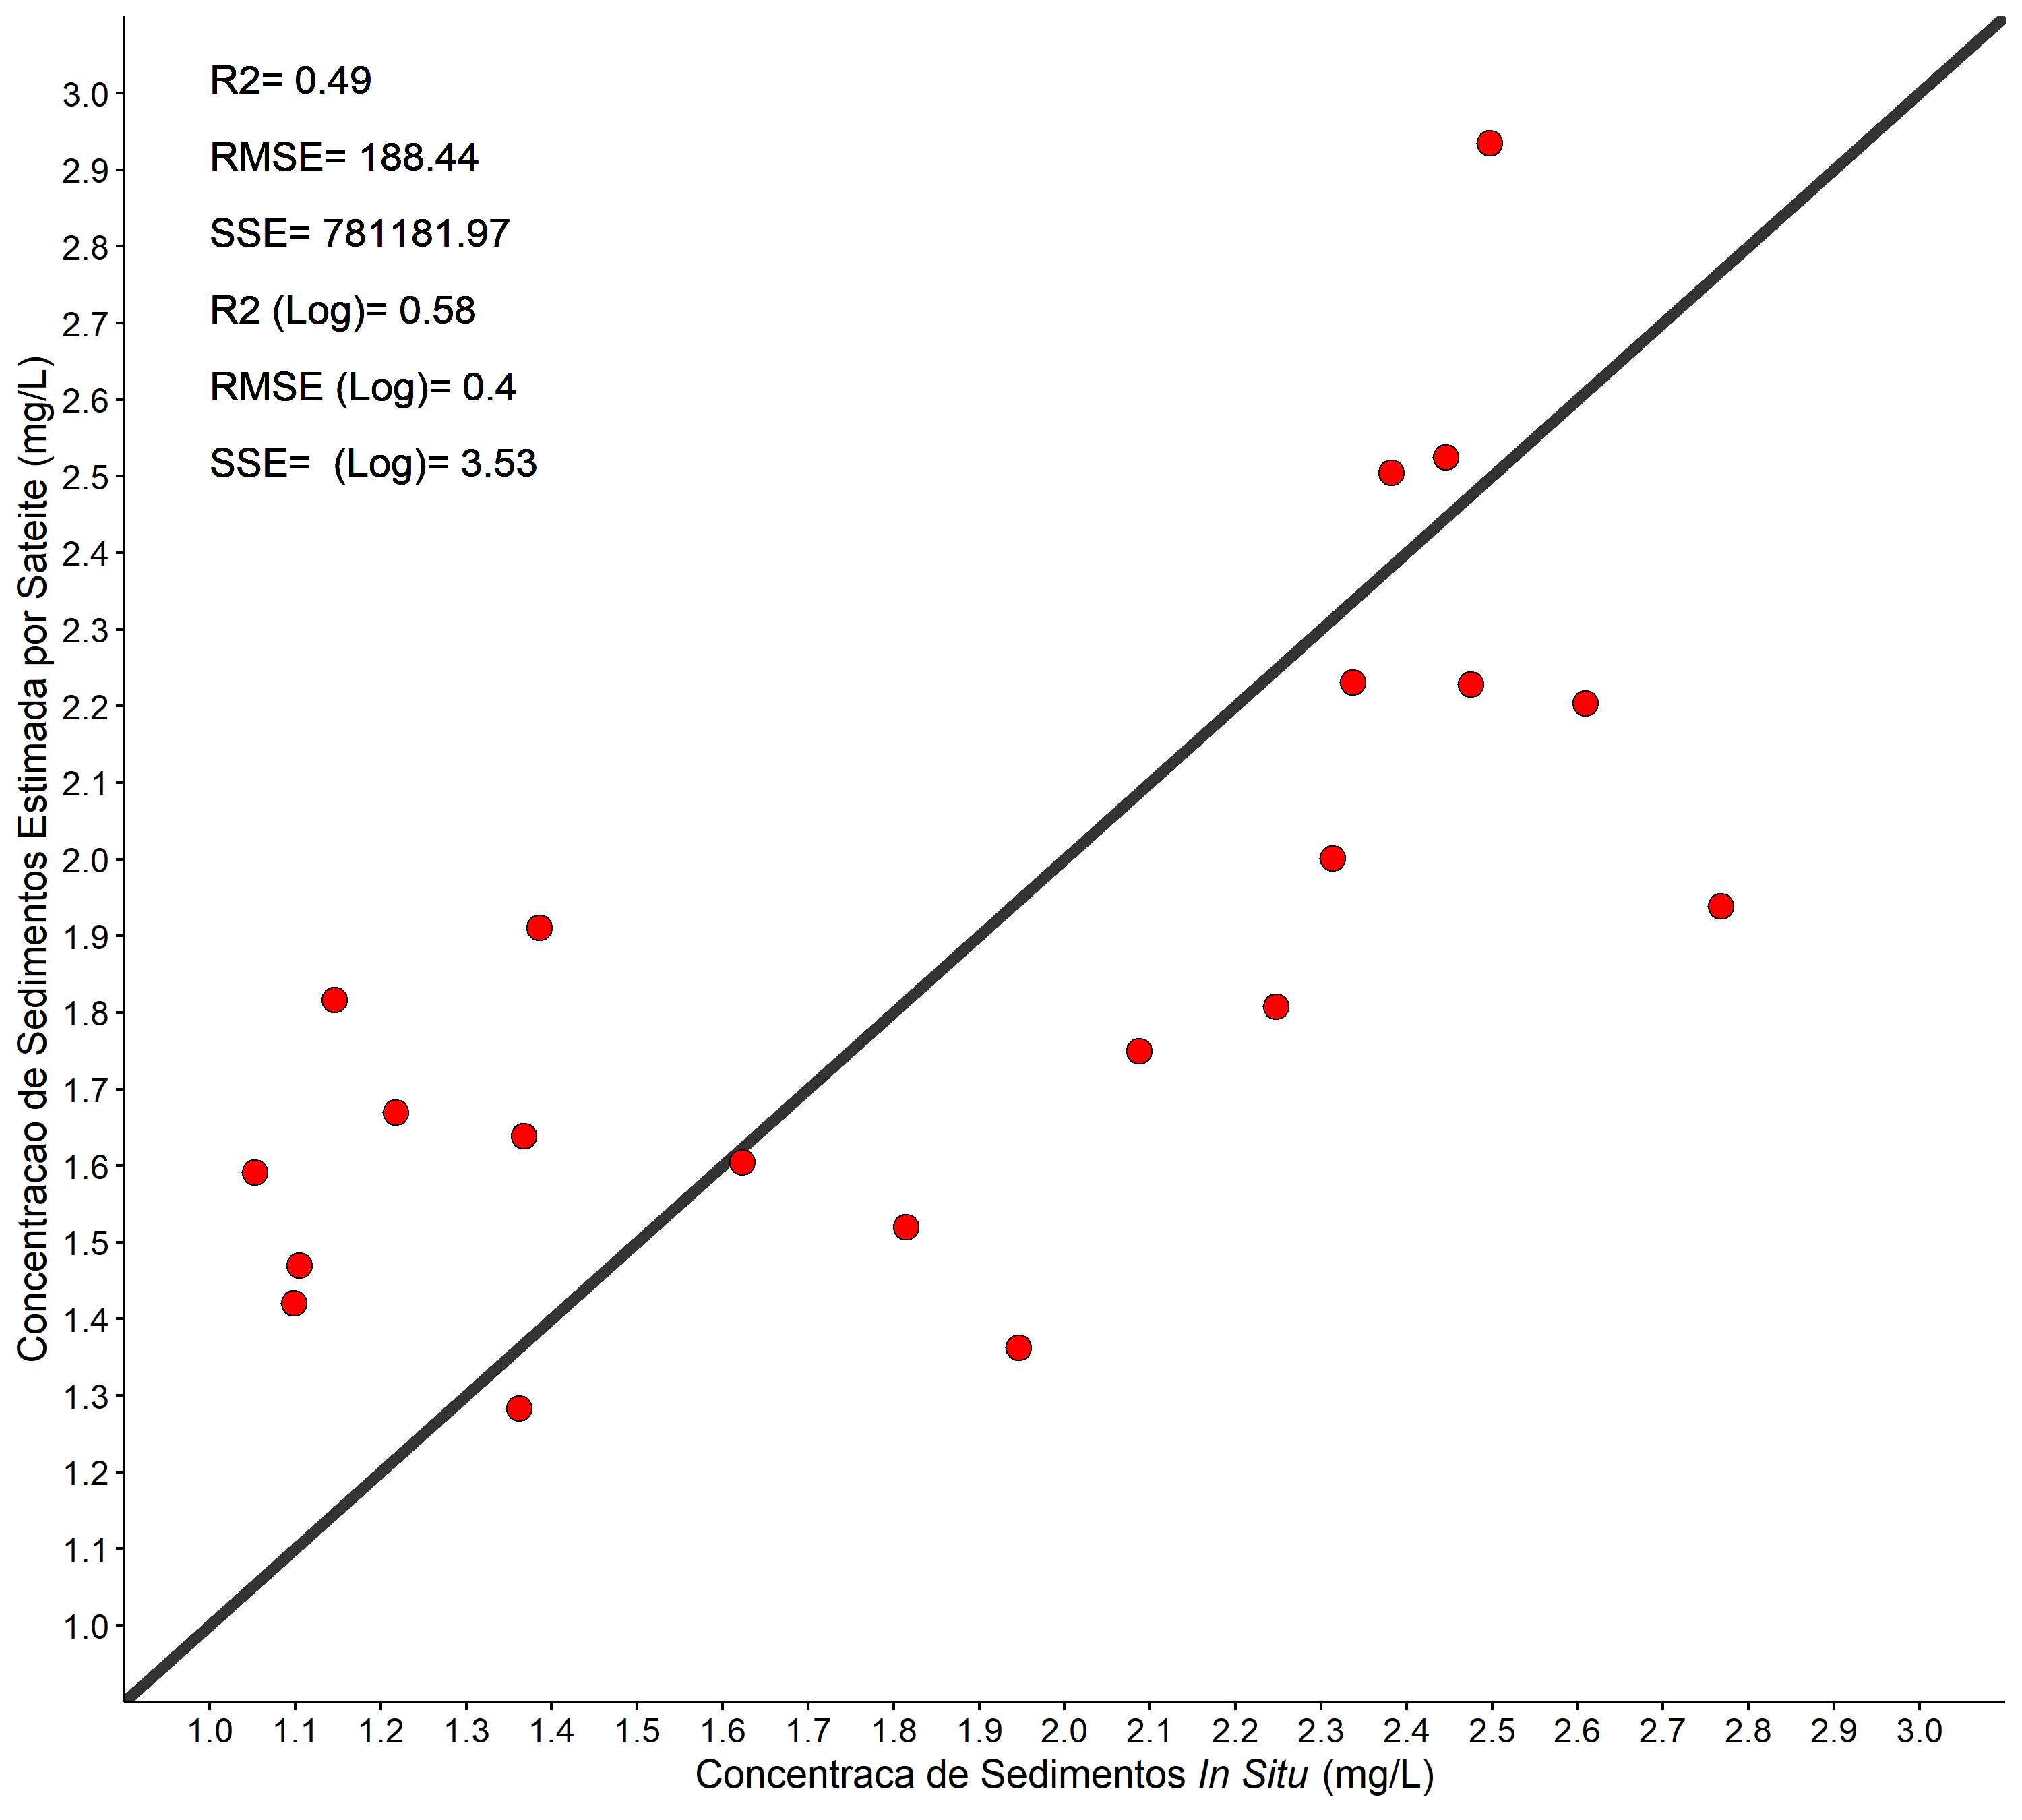 R2= 0.49
RMSE= 188.44
SSE= 781181.97
R2 (Log)= 0.58
RMSE (Log)= 0.4
SSE=  (Log)= 3.53
Concentracao de Sedimentos Estimada por Sateite (mg/L)
3.0
2.9
2.8
2.7
2.6
2.5
2.4
2.3
2.2
2.1
2.0
1.9
1.8
1.7
1.6
1.5
1.4
1.3
1.2
1.1
1.0
1.0 1.1 1.2 1.3 1.4 1.5 1.6 1.7 1.8 1.9 2.0 2.1 2.2 2.3 2.4 2.5 2.6 2.7 2.8 2.9 3.0
Concentraca de Sedimentos In Situ (mg/L)